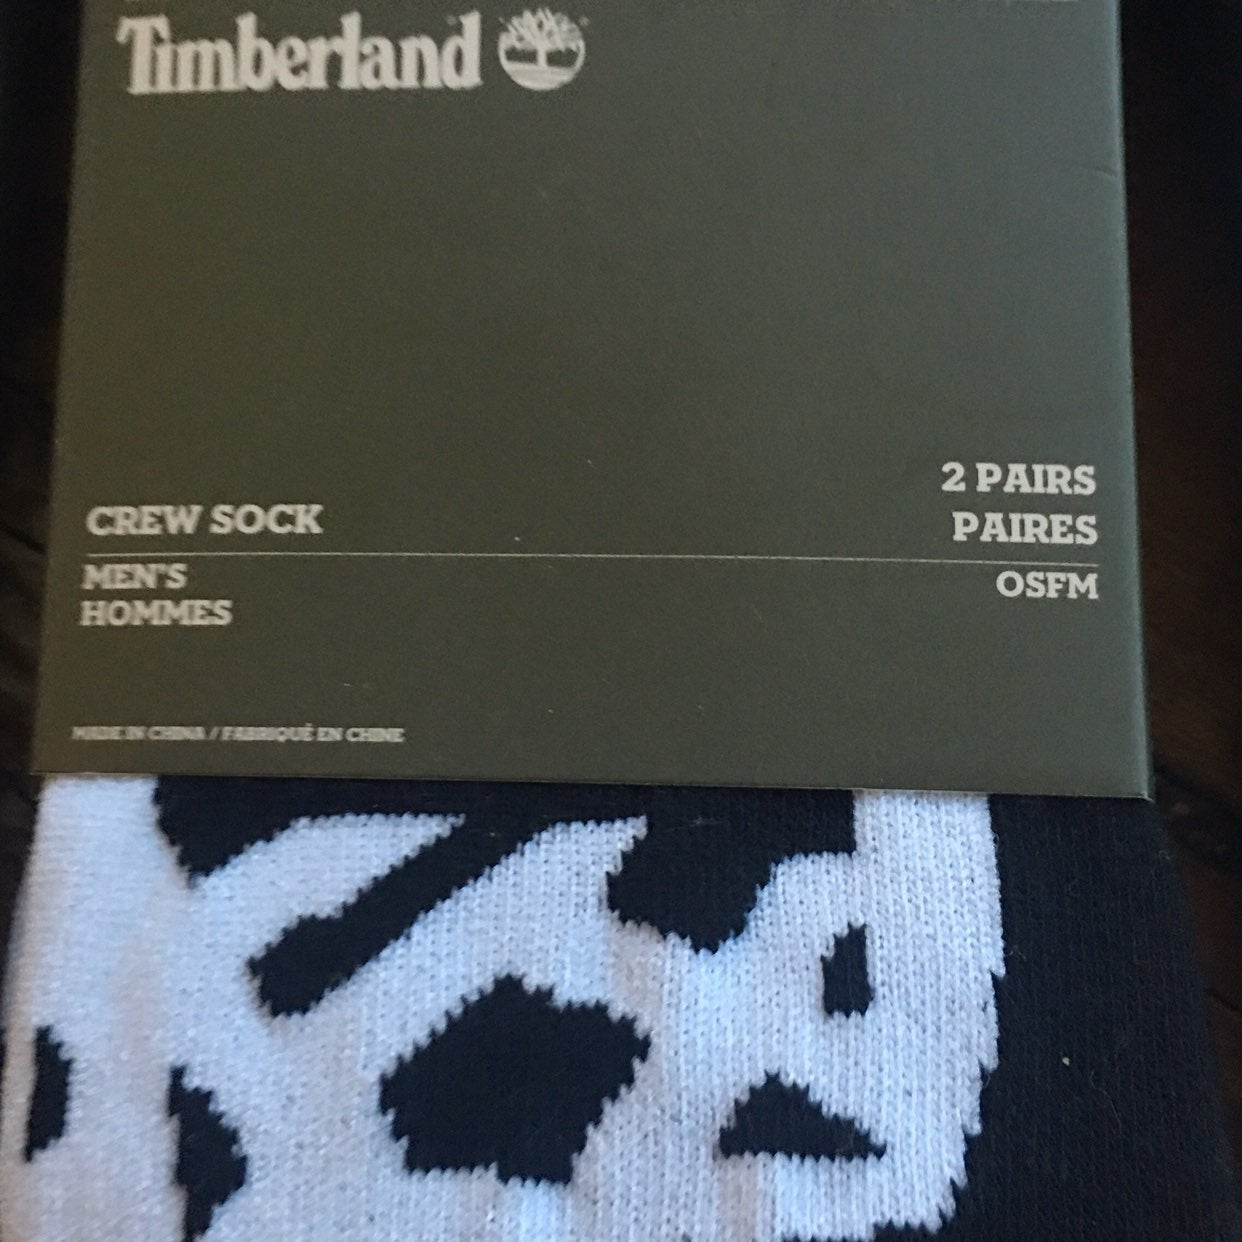 Timberland
CREW SOCK
2 PAIRS
PAIRES
MEN'S
HOMMES
OSFM
MADE IN CHINA / FABRIQUÉ EN CHINE